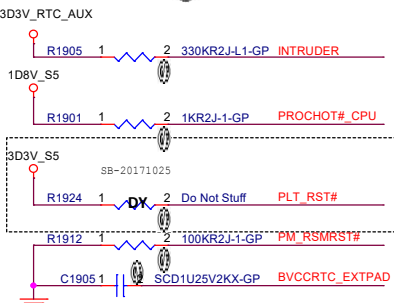 3D3V_RTC_AUX
R1905 1 2 330KR2J-L1-GP INTRUDER
1D8V_S5
R1901 1 2 1KR2J-1-GP PROCHOT#_CPU
3D3V_S5
SB-20171025
R1924 1 DY 2 Do Not Stuff PLT_RST#
R1912 1 2 100KR2J-1-GP PM_RSMRST#
C1905 1 2 SCD1U25V2KX-GP BVCCRTC_EXTPAD